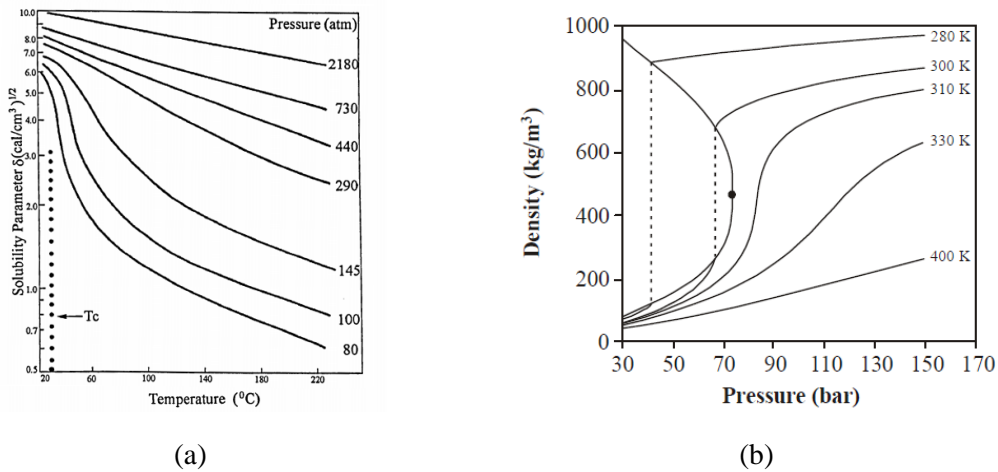 Pressure (atm)
10.0
8.0
7.0
6.0
5.0
4.0
3.0
2.0
1.0
0.7
0.5
Solubility Parameter δ(cal/cm³)¹/²
2180
730
440
290
145
100
80
Tc
20 60 100 140 180 220
Temperature (⁰C)
(a)
1000
800
600
400
200
0
Density (kg/m³)
280 K
300 K
310 K
330 K
400 K
30 50 70 90 110 130 150 170
Pressure (bar)
(b)